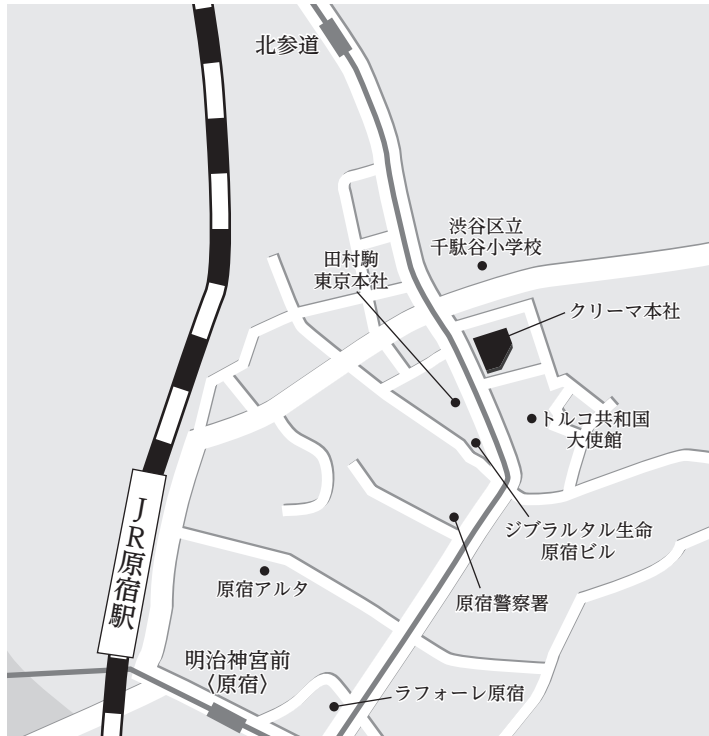 北参道
渋谷区立
千駄谷小学校
田村駒
東京本社
クリーマ本社
トルコ共和国
大使館
ジブラルタル生命
原宿ビル
JR原宿駅
原宿アルタ
原宿警察署
明治神宮前
〈原宿〉
ラフォーレ原宿